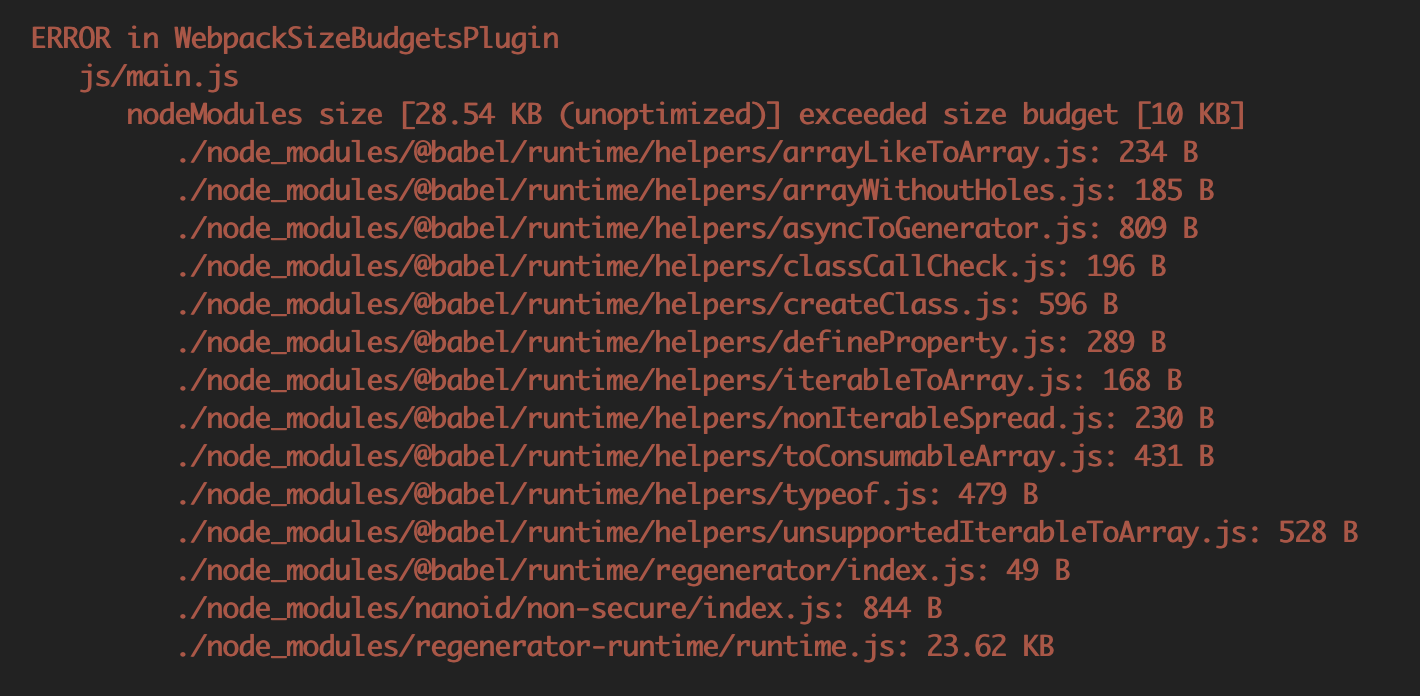 ERROR in WebpackSizeBudgetsPlugin
js/main.js
nodeModules size [28.54 KB (unoptimized)] exceeded size budget [10 KB]
./node_modules/@babel/runtime/helpers/arrayLikeToArray.js: 234 B
./node_modules/@babel/runtime/helpers/arrayWithoutHoles.js: 185 B
./node_modules/@babel/runtime/helpers/asyncToGenerator.js: 809 B
./node_modules/@babel/runtime/helpers/classCallCheck.js: 196 B
./node_modules/@babel/runtime/helpers/createClass.js: 596 B
./node_modules/@babel/runtime/helpers/defineProperty.js: 289 B
./node_modules/@babel/runtime/helpers/iterableToArray.js: 168 B
./node_modules/@babel/runtime/helpers/nonIterableSpread.js: 230 B
./node_modules/@babel/runtime/helpers/toConsumableArray.js: 431 B
./node_modules/@babel/runtime/helpers/typeof.js: 479 B
./node_modules/@babel/runtime/helpers/unsupportedIterableToArray.js: 528 B
./node_modules/@babel/runtime/regenerator/index.js: 49 B
./node_modules/nanoid/non-secure/index.js: 844 B
./node_modules/regenerator-runtime/runtime.js: 23.62 KB